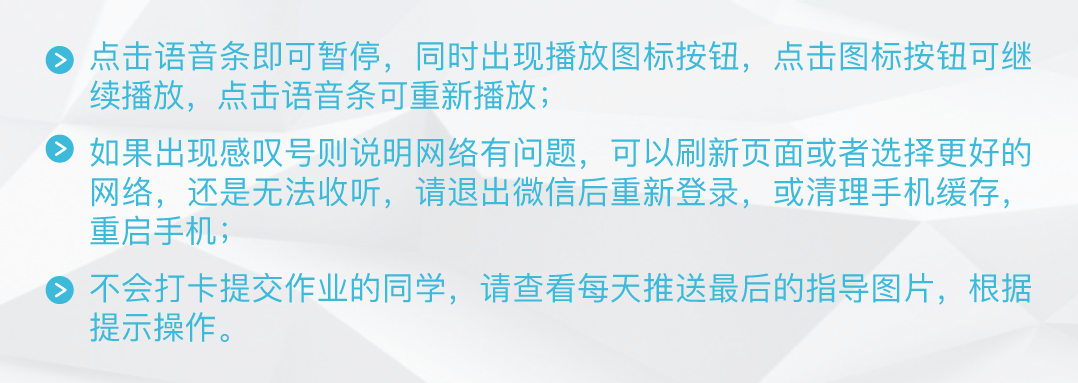 点击语音条即可暂停，同时出现播放图标按钮，点击图标按钮可继
续播放，点击语音条可重新播放；
如果出现感叹号则说明网络有问题，可以刷新页面或者选择更好的
网络，还是无法收听，请退出微信后重新登录，或清理手机缓存，
重启手机；
不会打卡提交作业的同学，请查看每天推送最后的指导图片，根据
提示操作。